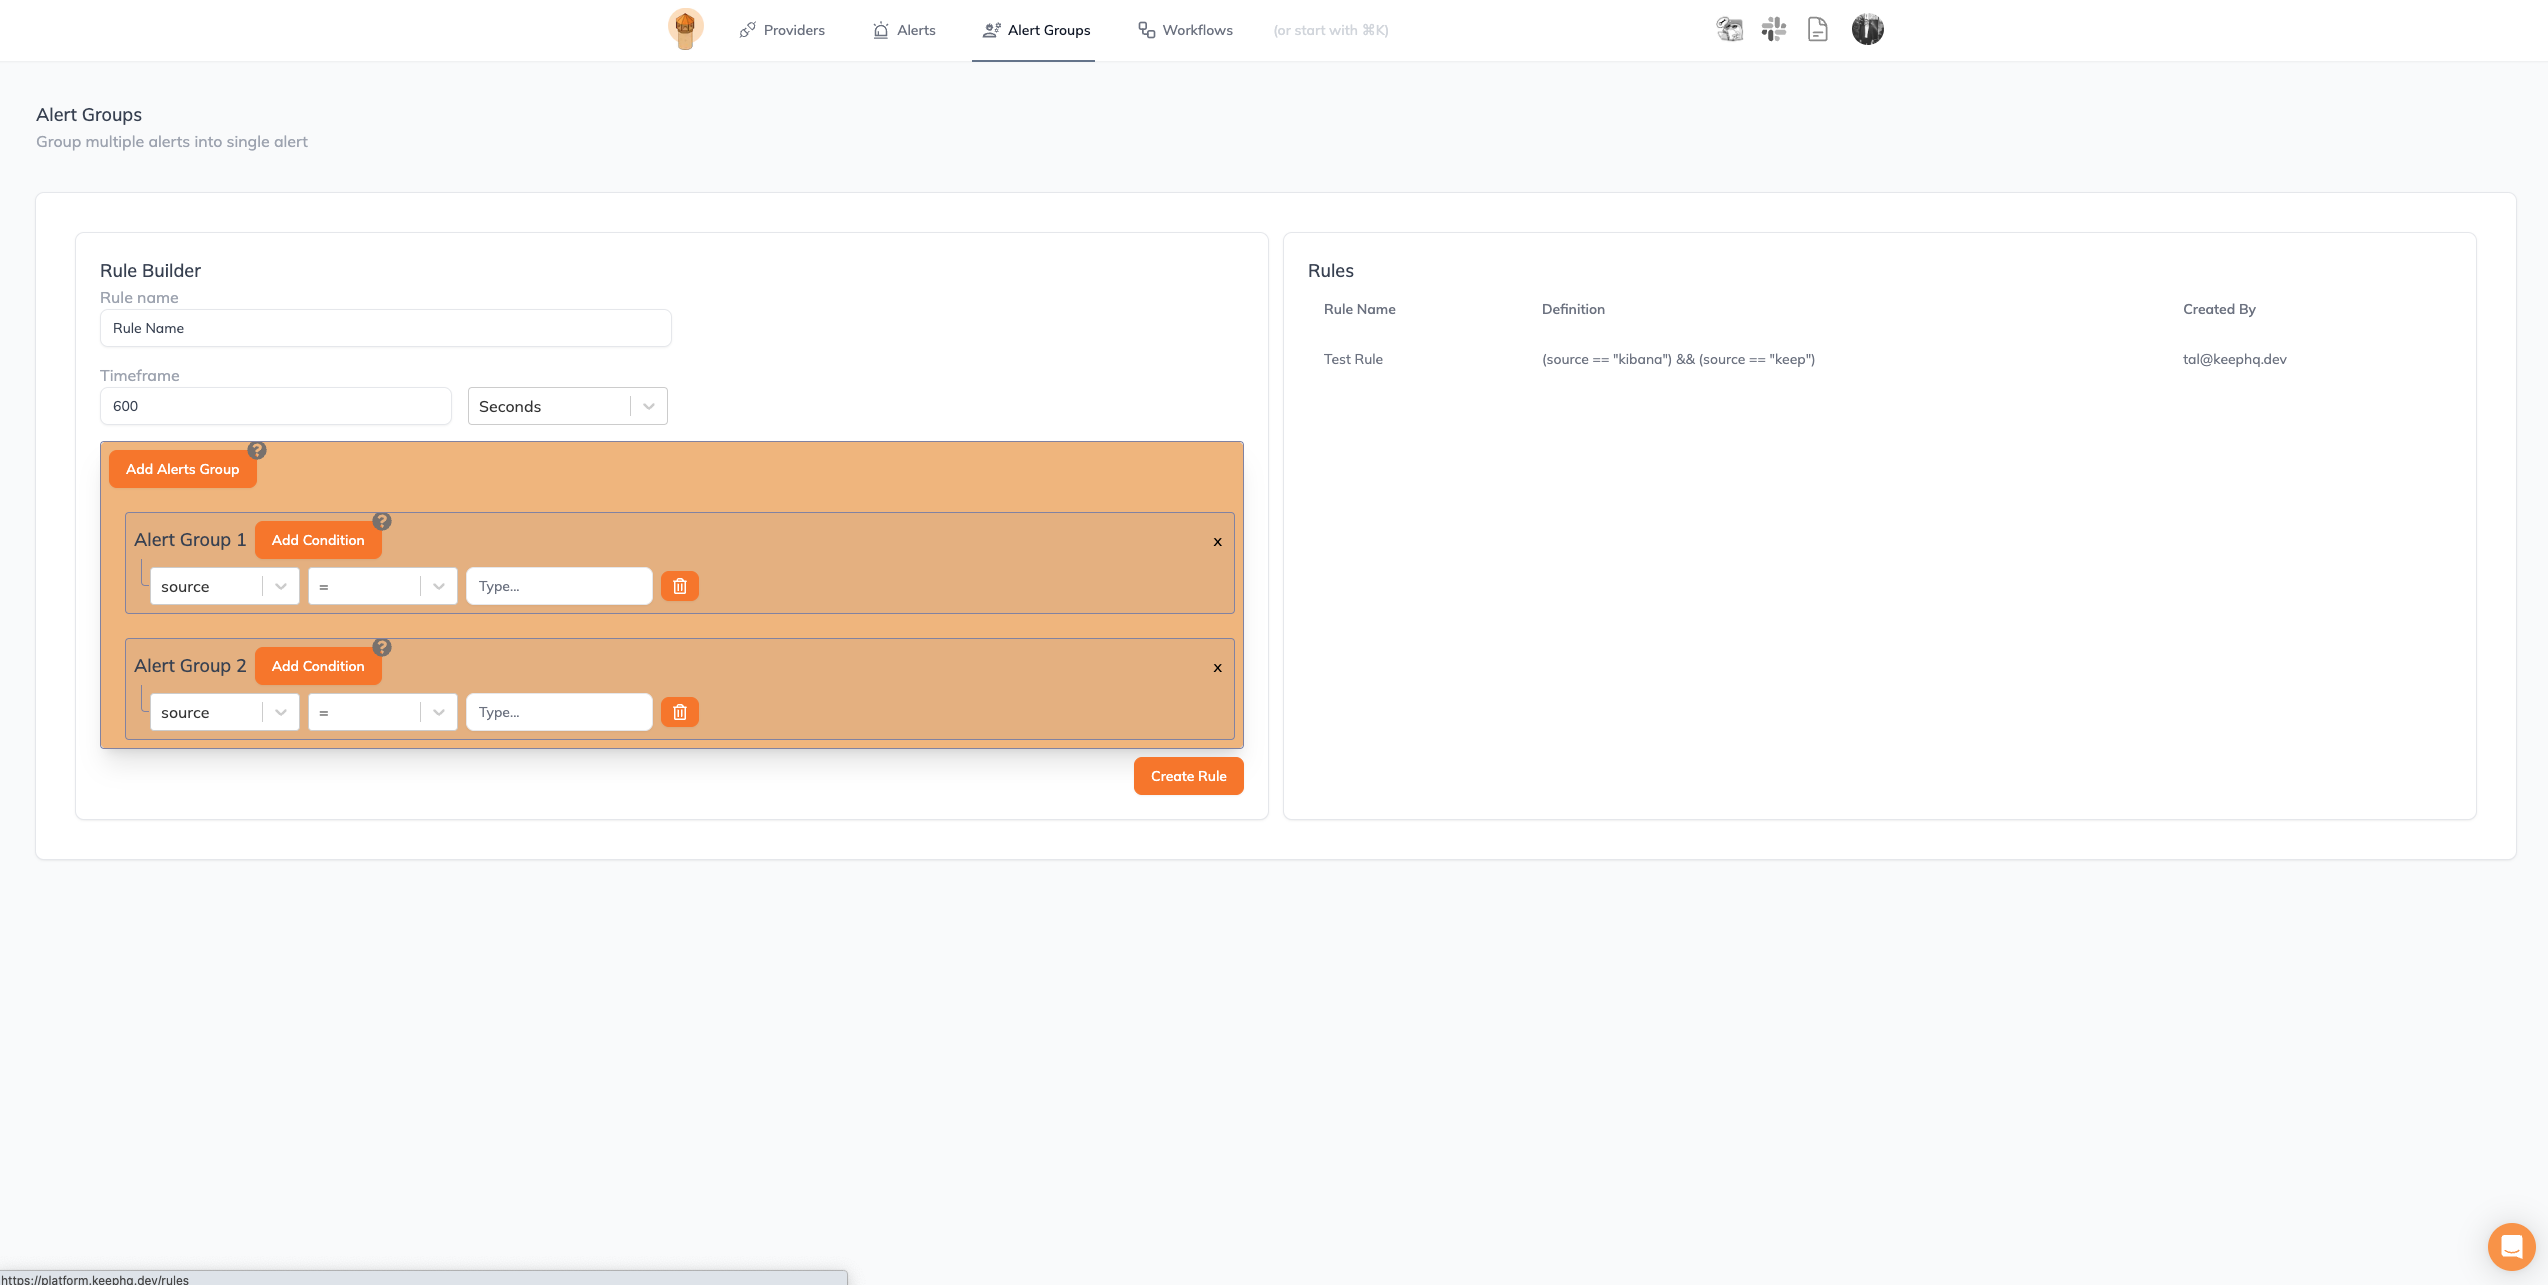 Providers
Alerts
Alert Groups
Workflows
(or start with ⌘K)
Alert Groups
Group multiple alerts into single alert
Rule Builder
Rule name
Rule Name
Timeframe
600
Seconds
Add Alerts Group
?
Alert Group 1
Add Condition
?
x
source
=
Type...
Alert Group 2
Add Condition
?
x
source
=
Type...
Create Rule
Rules
Rule Name Definition Created By
Test Rule (source == "kibana") && (source == "keep") tal@keephq.dev
https://platform.keephq.dev/rules